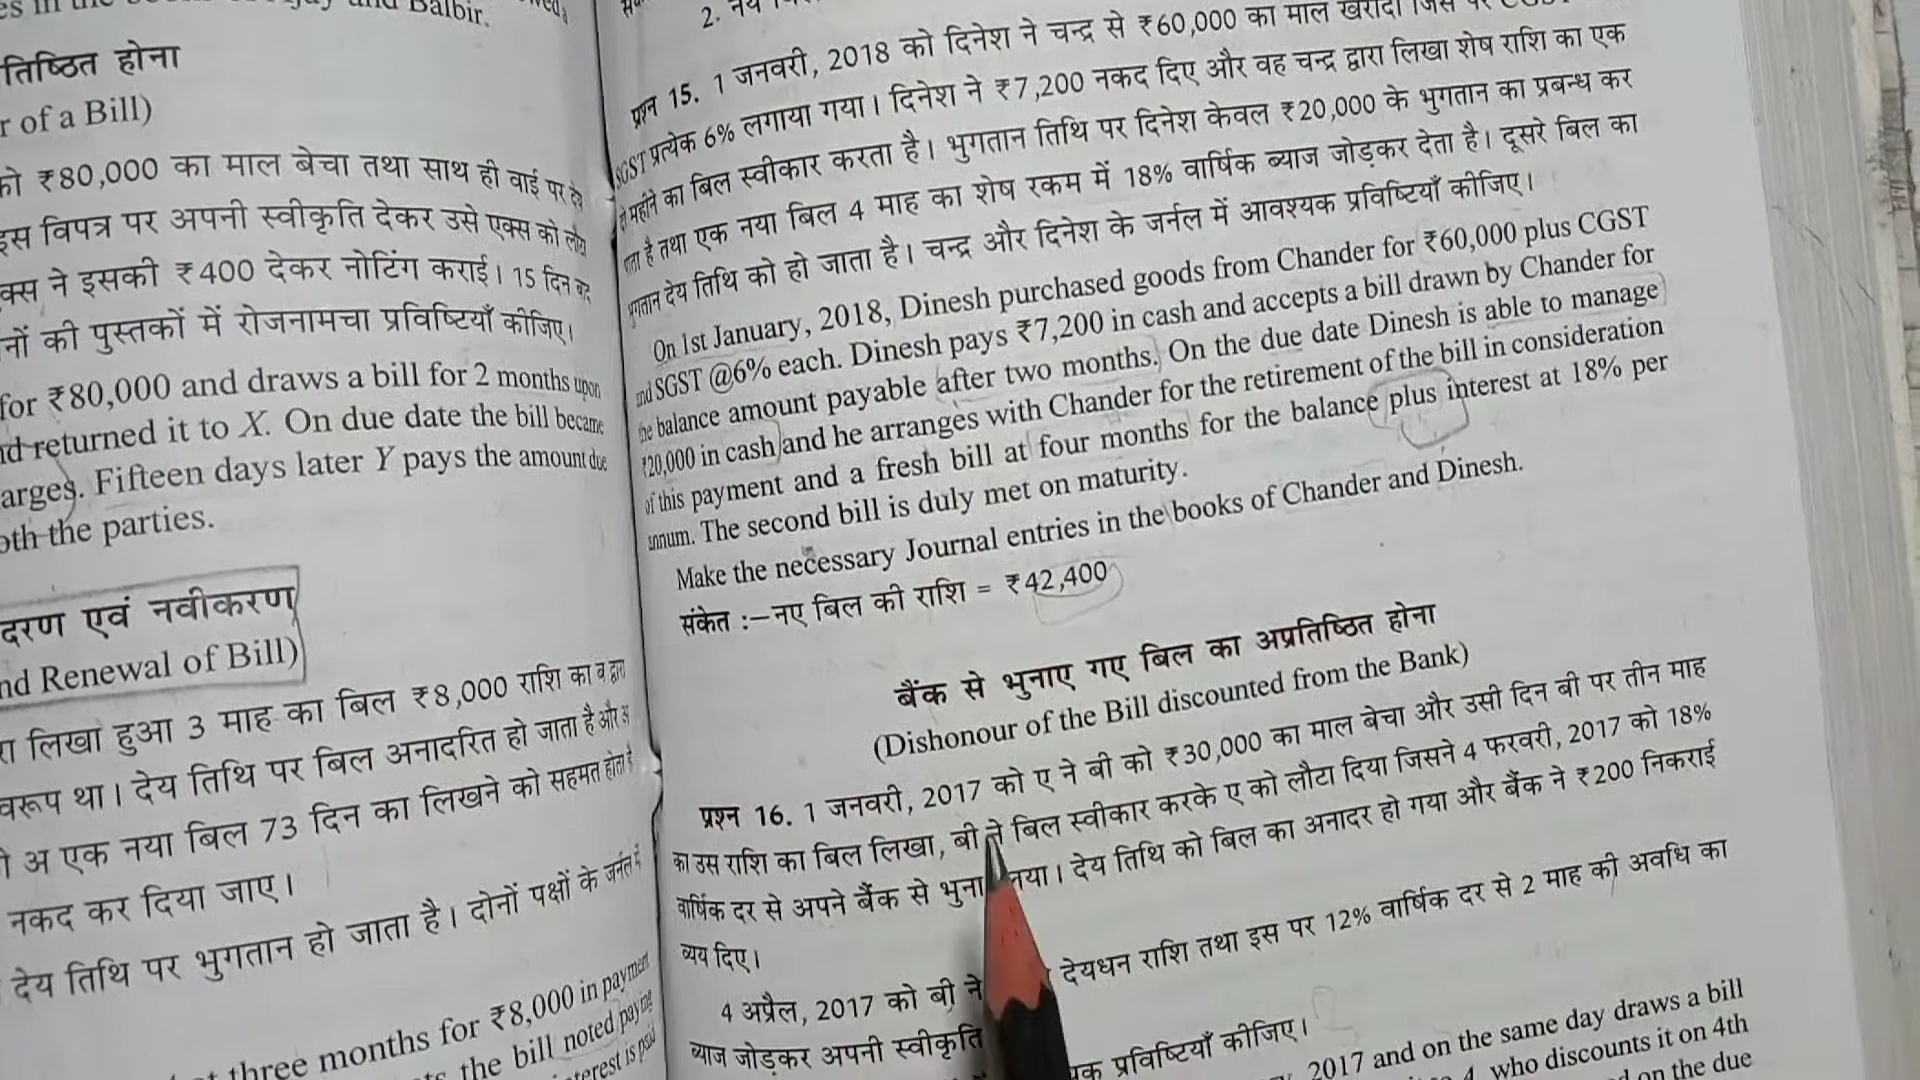 es in the Balbir.
तिष्ठित होना
r of a Bill)
को ₹80,000 का माल बेचा तथा साथ ही वाई पर
इस विपत्र पर अपनी स्वीकृति देकर उसे एक्स को
क्स ने इसकी ₹400 देकर नोटिंग कराई। 15 दिन बाद
नों की पुस्तकों में रोजनामचा प्रविष्टियाँ कीजिए।
for ₹80,000 and draws a bill for 2 months upon
nd returned it to X. On due date the bill became
arges. Fifteen days later Y pays the amount due
oth the parties.
दरण एवं नवीकरण
nd Renewal of Bill)
रा लिखा हुआ 3 माह का बिल ₹8,000 राशि का व द्वारा
वरूप था। देय तिथि पर बिल अनादरित हो जाता है और अ
अ एक नया बिल 73 दिन का लिखने को सहमत होता है
नकद कर दिया जाए।
देय तिथि पर भुगतान हो जाता है। दोनों पक्षों के जर्नल में
three months for ₹8,000 in payment
the bill noted paying
terest is paid
2. नये
प्रश्न 15. 1 जनवरी, 2018 को दिनेश ने चन्द्र से ₹60,000 का माल खरीदा जिस पर CGST
SGST प्रत्येक 6% लगाया गया। दिनेश ने ₹7,200 नकद दिए और वह चन्द्र द्वारा लिखा शेष राशि का एक
दो महीने का बिल स्वीकार करता है। भुगतान तिथि पर दिनेश केवल ₹20,000 के भुगतान का प्रबन्ध कर
पाता है तथा एक नया बिल 4 माह का शेष रकम में 18% वार्षिक ब्याज जोड़कर देता है। दूसरे बिल का
भुगतान देय तिथि को हो जाता है। चन्द्र और दिनेश के जर्नल में आवश्यक प्रविष्टियाँ कीजिए।
On 1st January, 2018, Dinesh purchased goods from Chander for ₹60,000 plus CGST
and SGST @6% each. Dinesh pays ₹7,200 in cash and accepts a bill drawn by Chander for
the balance amount payable after two months. On the due date Dinesh is able to manage
₹20,000 in cash and he arranges with Chander for the retirement of the bill in consideration
of this payment and a fresh bill at four months for the balance plus interest at 18% per
annum. The second bill is duly met on maturity.
Make the necessary Journal entries in the books of Chander and Dinesh.
संकेत :–नए बिल की राशि = ₹42,400
बैंक से भुनाए गए बिल का अप्रतिष्ठित होना
(Dishonour of the Bill discounted from the Bank)
प्रश्न 16. 1 जनवरी, 2017 को ए ने बी को ₹30,000 का माल बेचा और उसी दिन बी पर तीन माह
का उस राशि का बिल लिखा, बी ने बिल स्वीकार करके ए को लौटा दिया जिसने 4 फरवरी, 2017 को 18%
वार्षिक दर से अपने बैंक से भुना गया। देय तिथि को बिल का अनादर हो गया और बैंक ने ₹200 निकराई
व्यय दिए।
4 अप्रैल, 2017 को बी ने देयधन राशि तथा इस पर 12% वार्षिक दर से 2 माह की अवधि का
ब्याज जोड़कर अपनी स्वीकृति यक प्रविष्टियाँ कीजिए।
2017 and on the same day draws a bill
who discounts it on 4th
on the due